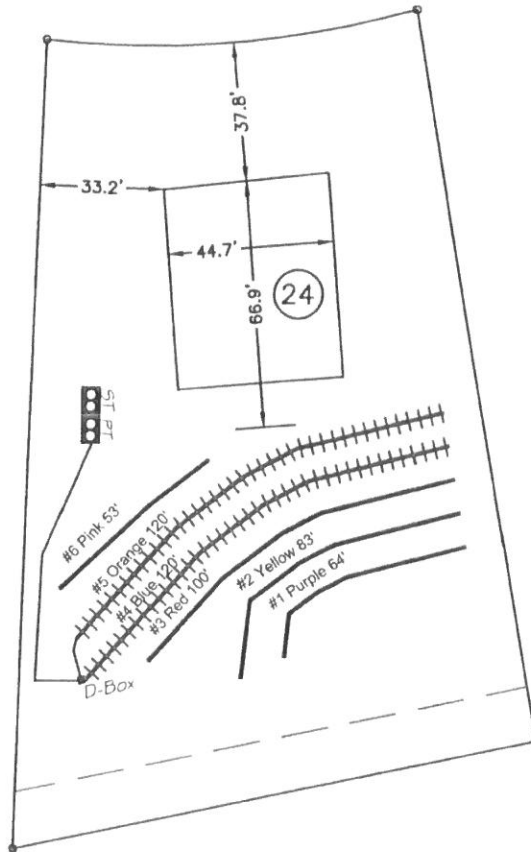 37.8'
33.2'
44.7'
66.9'
24
ST
PT
#6 Pink 53'
#5 Orange 120'
#4 Blue 120'
#3 Red 100'
#2 Yellow 83'
#1 Purple 64'
D-Box